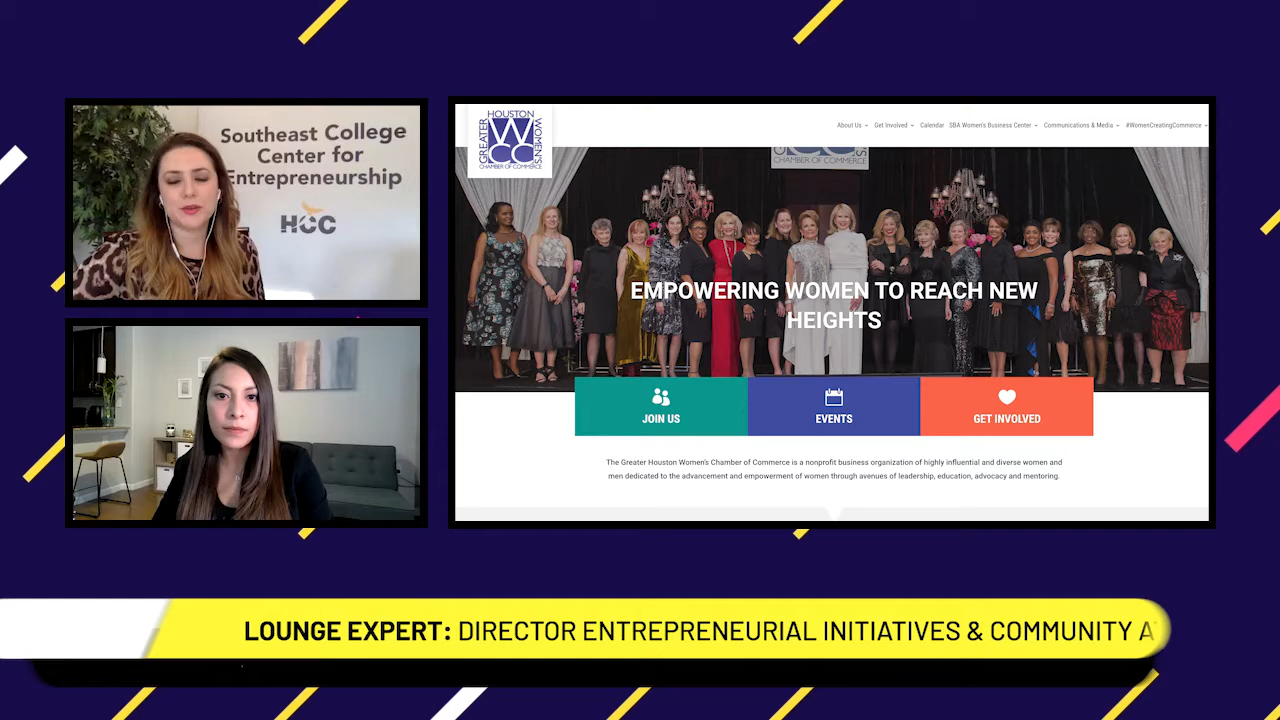 Southeast College
Center for
Entrepreneurship
HCC
GREATER
HOUSTON
WOMEN'S
WCC
CHAMBER OF COMMERCE
About Us
Get Involved
Calendar
SBA Women's Business Center
Communications & Media
#WomenCreatingCommerce
CHAMBER OF COMMERCE
EMPOWERING WOMEN TO REACH NEW
HEIGHTS
JOIN US
EVENTS
GET INVOLVED
The Greater Houston Women's Chamber of Commerce is a nonprofit business organization of highly influential and diverse women and
men dedicated to the advancement and empowerment of women through avenues of leadership, education, advocacy and mentoring.
LOUNGE EXPERT: DIRECTOR ENTREPRENEURIAL INITIATIVES & COMMUNITY